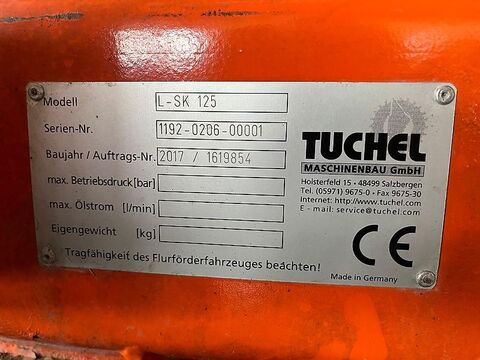 Modell L-SK 125
Serien-Nr. 1192-0206-00001
Baujahr / Auftrags-Nr. 2017 / 1619854
max. Betriebsdruck [bar]
max. Ölstrom [l/min]
Eigengewicht [kg]
Tragfähigkeit des Flurförderfahrzeuges beachten!
TUCHEL
MASCHINENBAU GmbH
Holsterfeld 15 • 48499 Salzbergen
Tel. (05971) 9675-0 • Fax 9675-30
Internet: http://www.tuchel.com
E - mail: service@tuchel.com
CE
Made in Germany